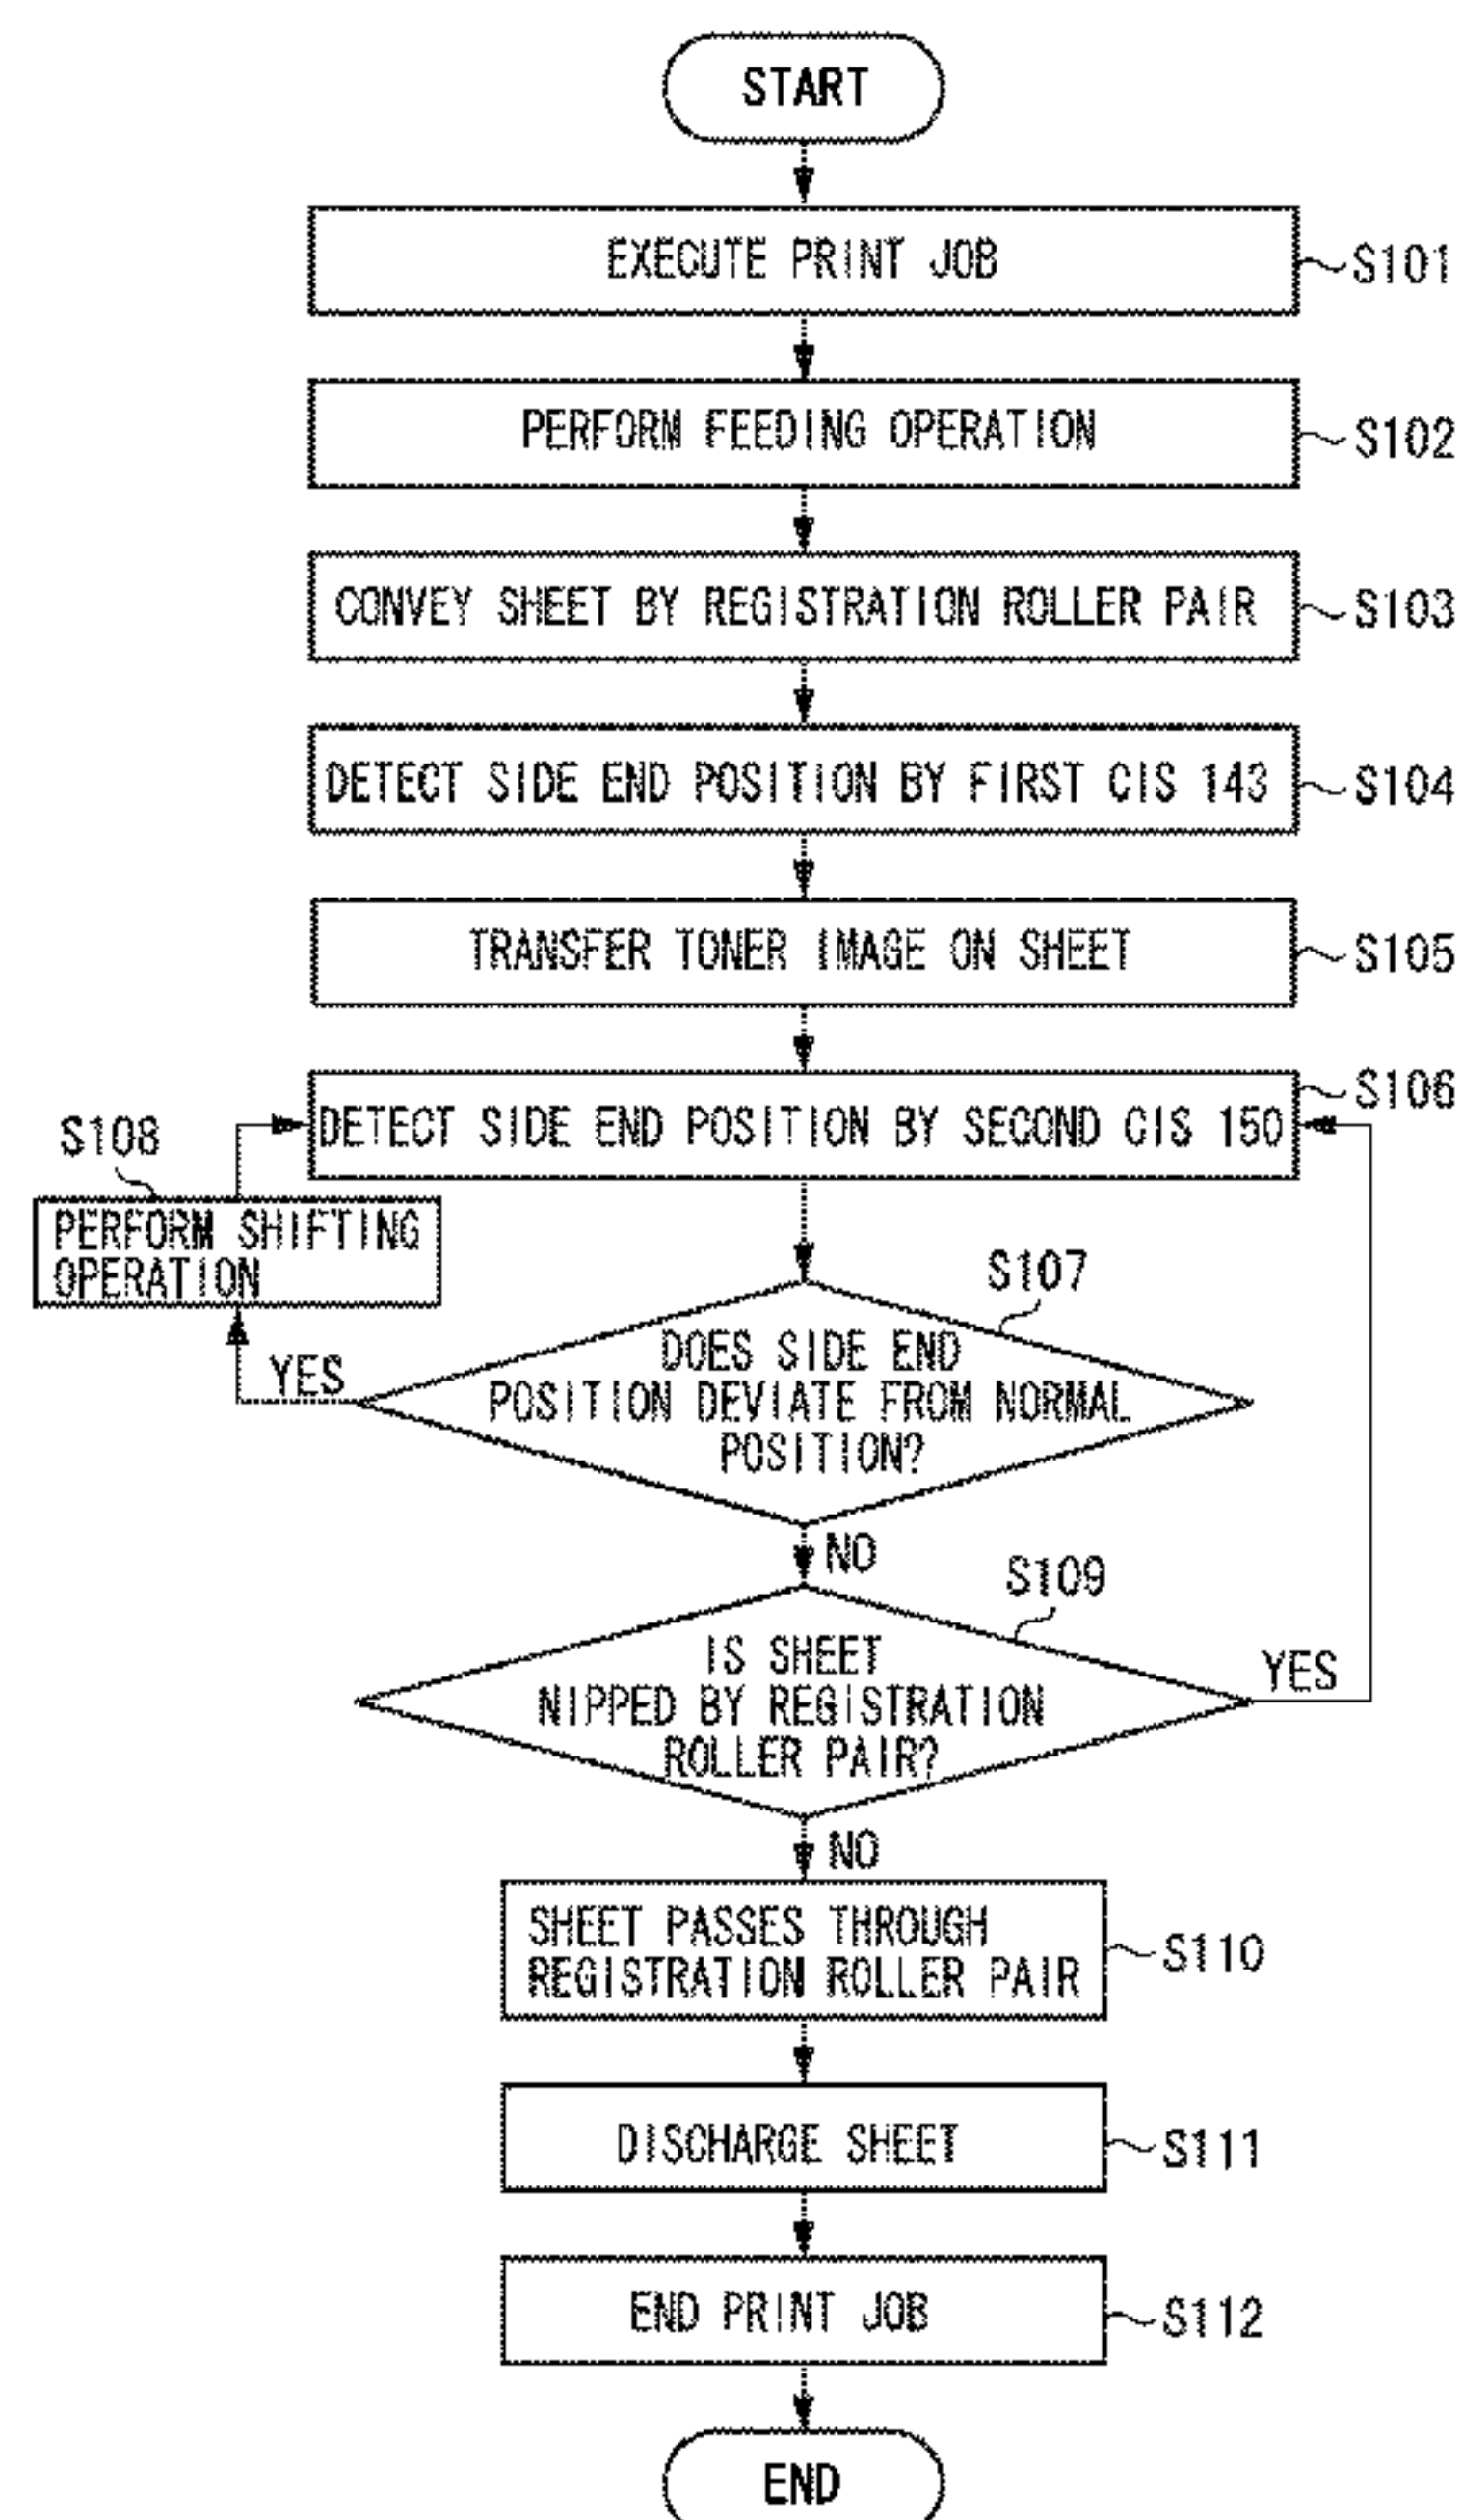 START
EXECUTE PRINT JOB
S101
PERFORM FEEDING OPERATION
S102
CONVEY SHEET BY REGISTRATION ROLLER PAIR
S103
DETECT SIDE END POSITION BY FIRST CIS 143
S104
TRANSFER TONER IMAGE ON SHEET
S105
DETECT SIDE END POSITION BY SECOND CIS 150
S106
S108
PERFORM SHIFTING
OPERATION
YES
S107
DOES SIDE END
POSITION DEVIATE FROM NORMAL
POSITION?
NO
S109
IS SHEET
NIPPED BY REGISTRATION
ROLLER PAIR?
YES
NO
SHEET PASSES THROUGH
REGISTRATION ROLLER PAIR
S110
DISCHARGE SHEET
S111
END PRINT JOB
S112
END